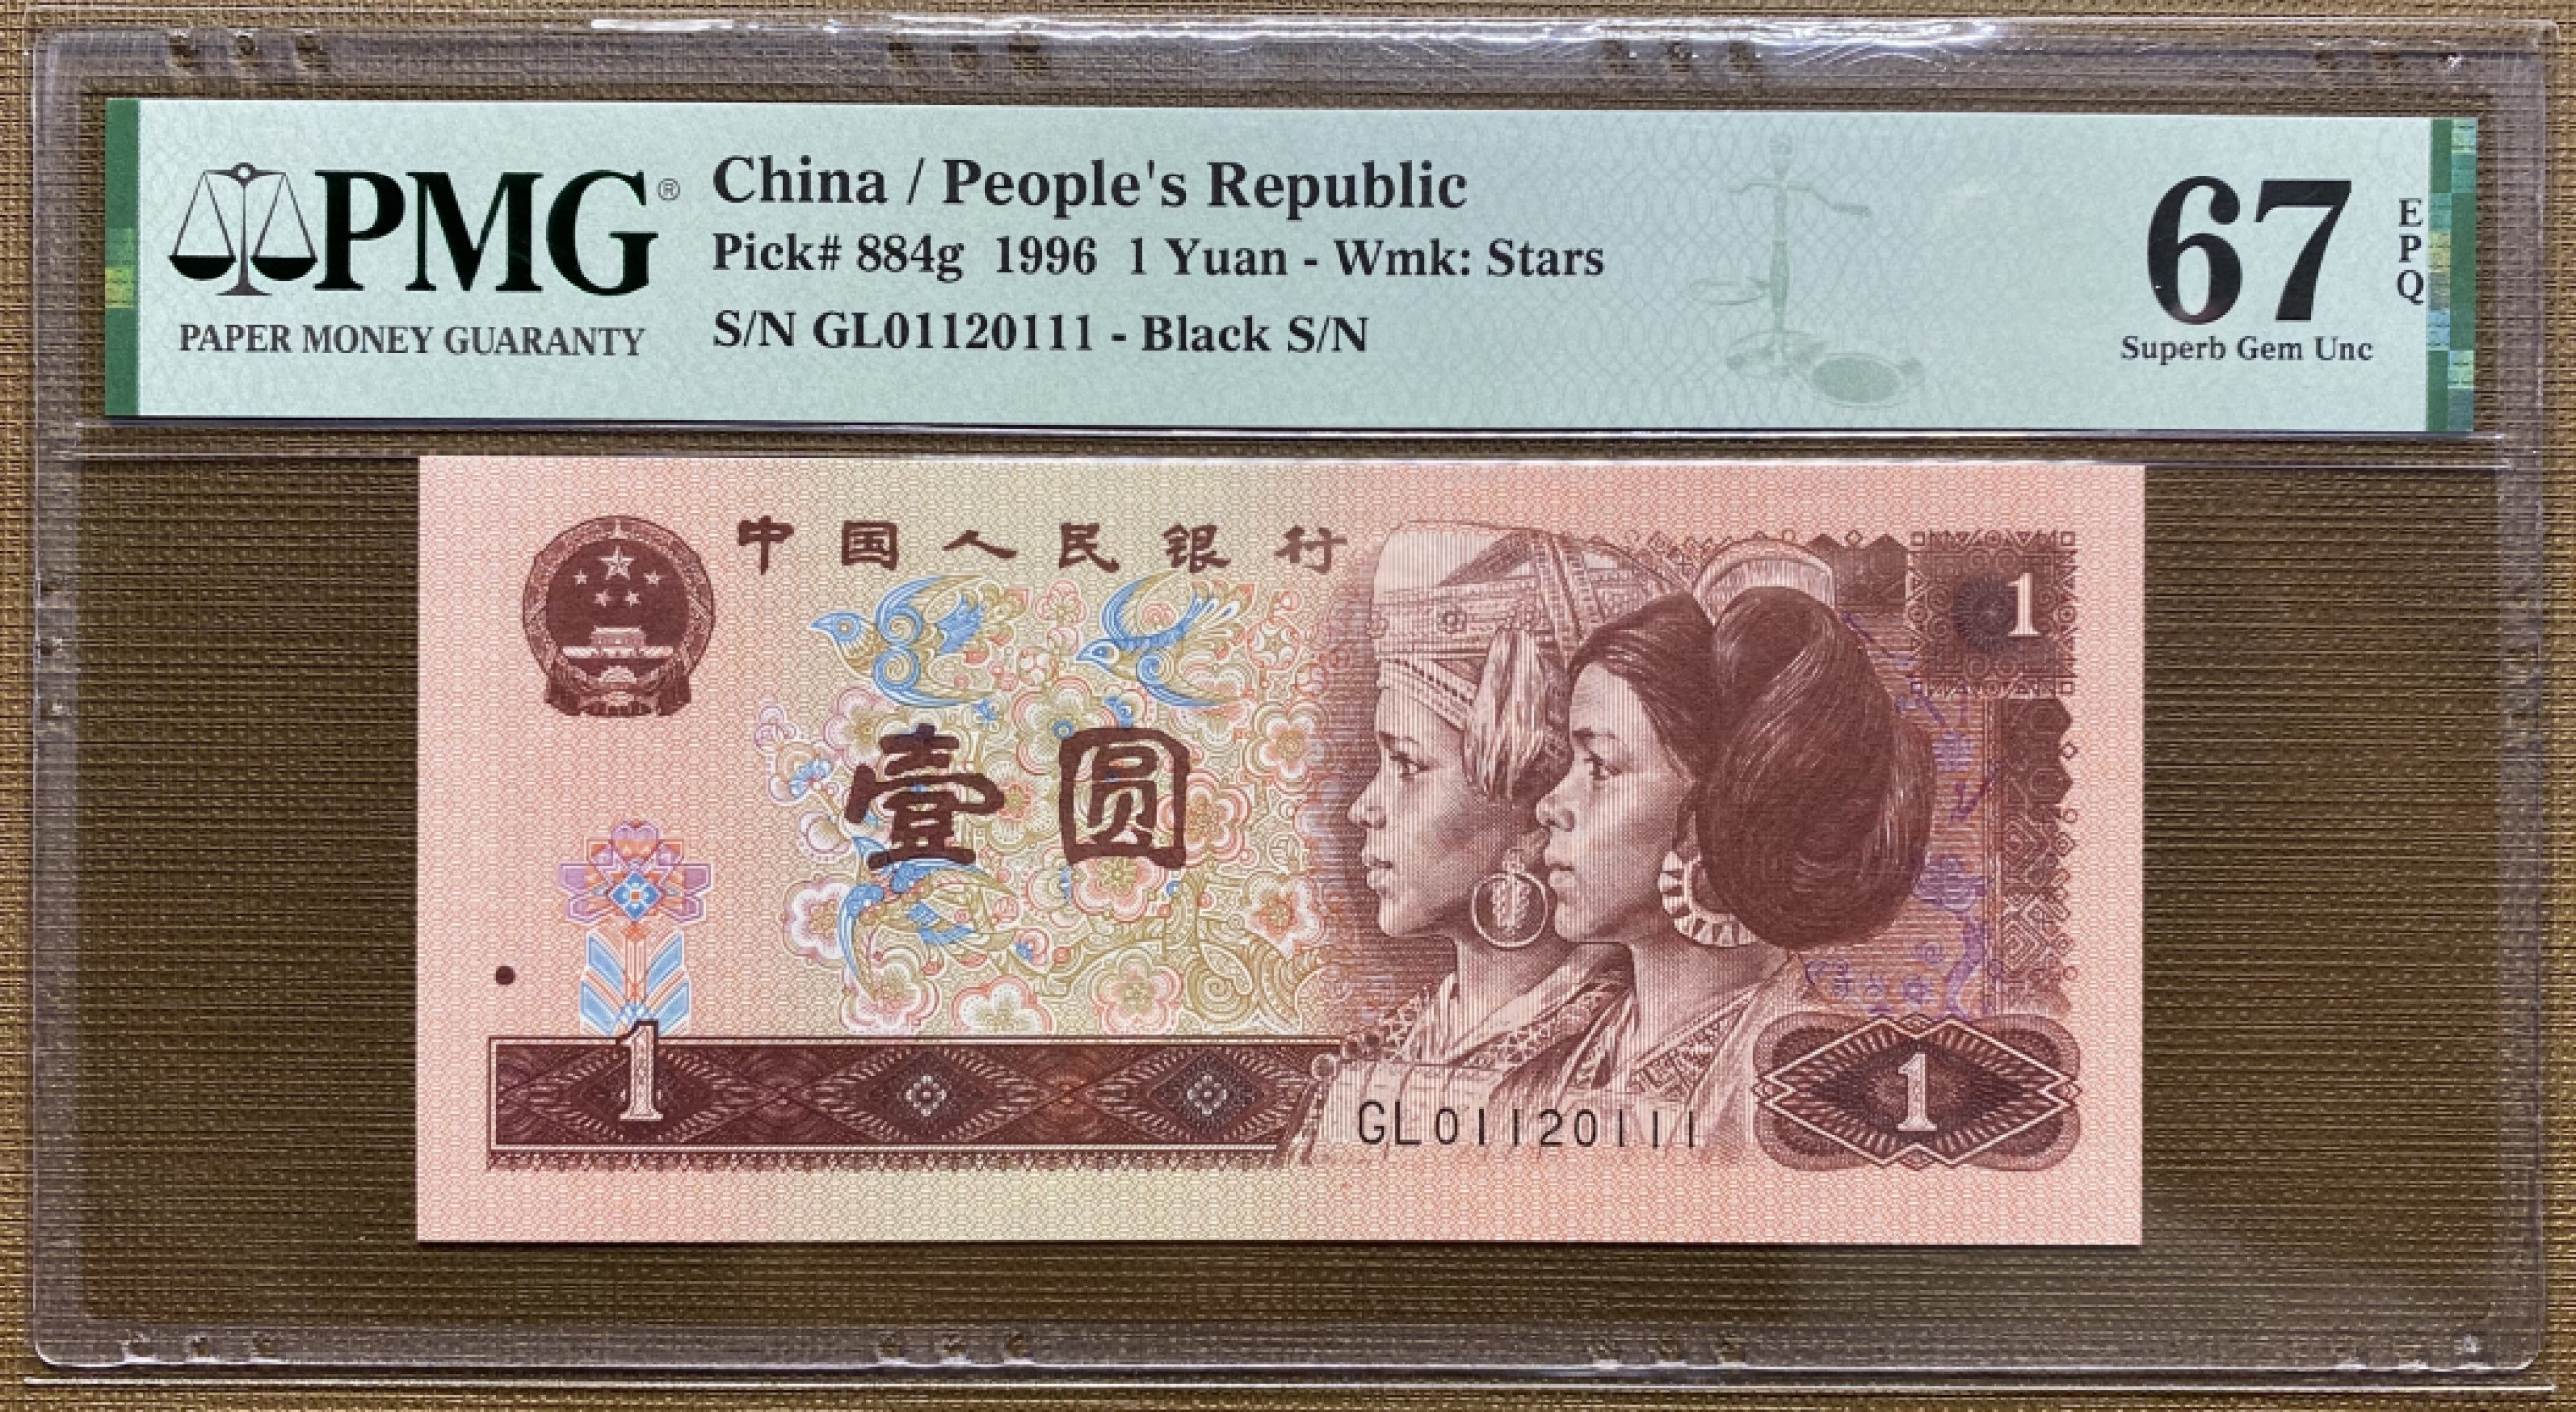 PMG®
PAPER MONEY GUARANTY
China / People's Republic
Pick# 884g 1996 1 Yuan - Wmk: Stars
S/N GL01120111 - Black S/N
67
EPQ
Superb Gem Unc
中国人民银行
1
壹圆
1
GL01120111
1